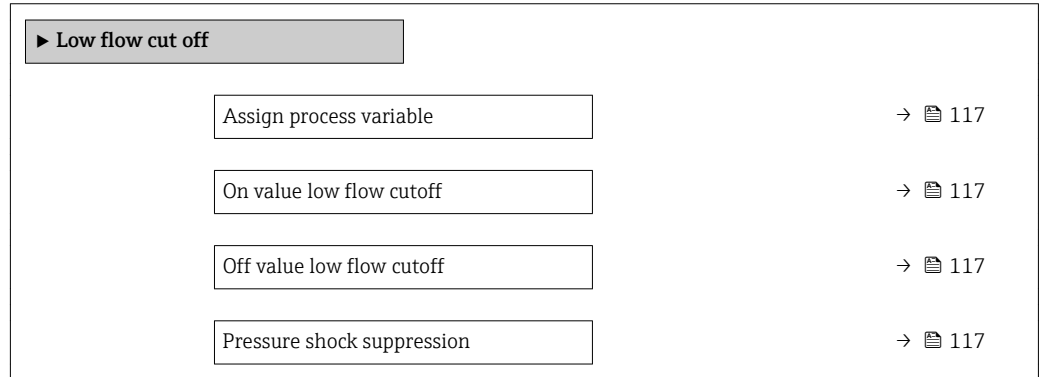 ▶ Low flow cut off
Assign process variable → 117
On value low flow cutoff → 117
Off value low flow cutoff → 117
Pressure shock suppression → 117